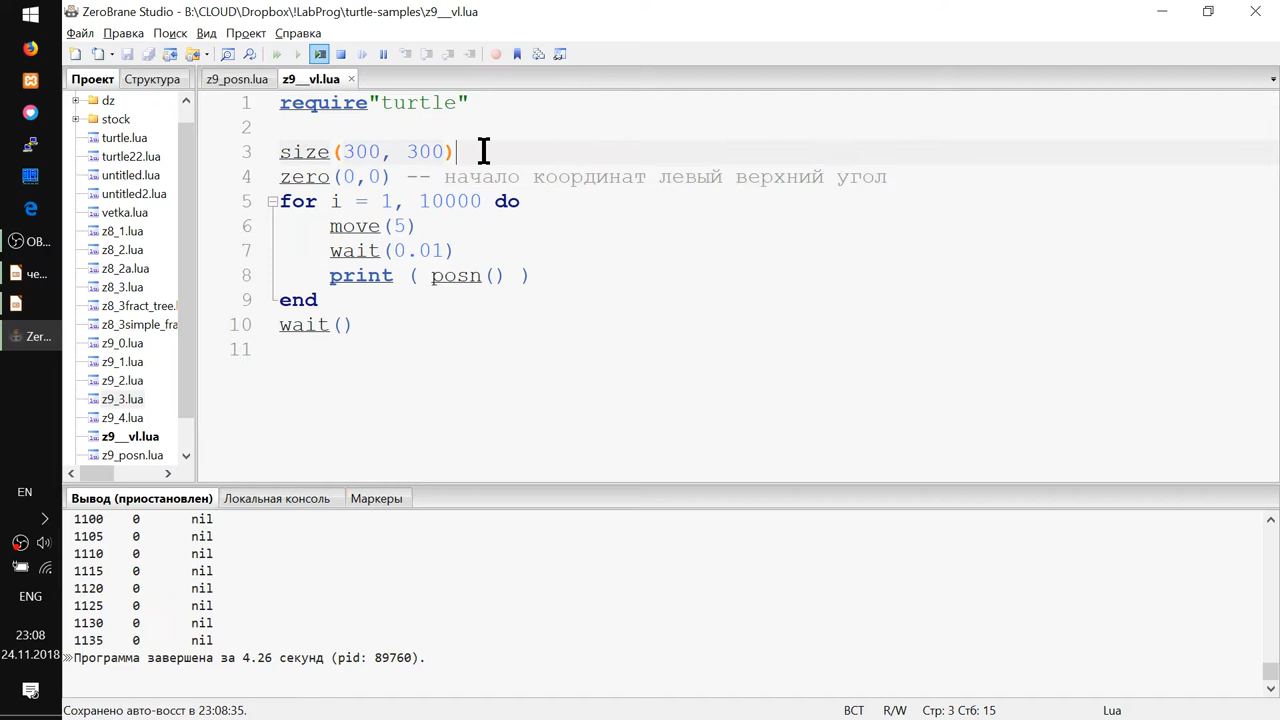 ZeroBrane Studio - B:\CLOUD\Dropbox\!LabProg\turtle-samples\z9__vl.lua
Файл Правка Поиск Вид Проект Справка
Проект Структура
z9_posn.lua z9__vl.lua
dz
stock
turtle.lua
turtle22.lua
untitled.lua
untitled2.lua
vetka.lua
z8_1.lua
z8_2.lua
z8_2a.lua
z8_3.lua
z8_3fract_tree.l
z8_3simple_fra
z9_0.lua
z9_1.lua
z9_2.lua
z9_3.lua
z9_4.lua
z9__vl.lua
z9_posn.lua
1 require"turtle"
2
3 size(300, 300)
4 zero(0,0) -- начало координат левый верхний угол
5 for i = 1, 10000 do
6 move(5)
7 wait(0.01)
8 print ( posn() )
9 end
10 wait()
11
Вывод (приостановлен) Локальная консоль Маркеры
1100 0 nil
1105 0 nil
1110 0 nil
1115 0 nil
1120 0 nil
1125 0 nil
1130 0 nil
1135 0 nil
Программа завершена за 4.26 секунд (pid: 89760).
Сохранено авто-восст в 23:08:35.
ВСТ R/W Стр: 3 Стб: 15 Lua
OB...
че...
Zer...
EN
ENG
23:08
24.11.2018